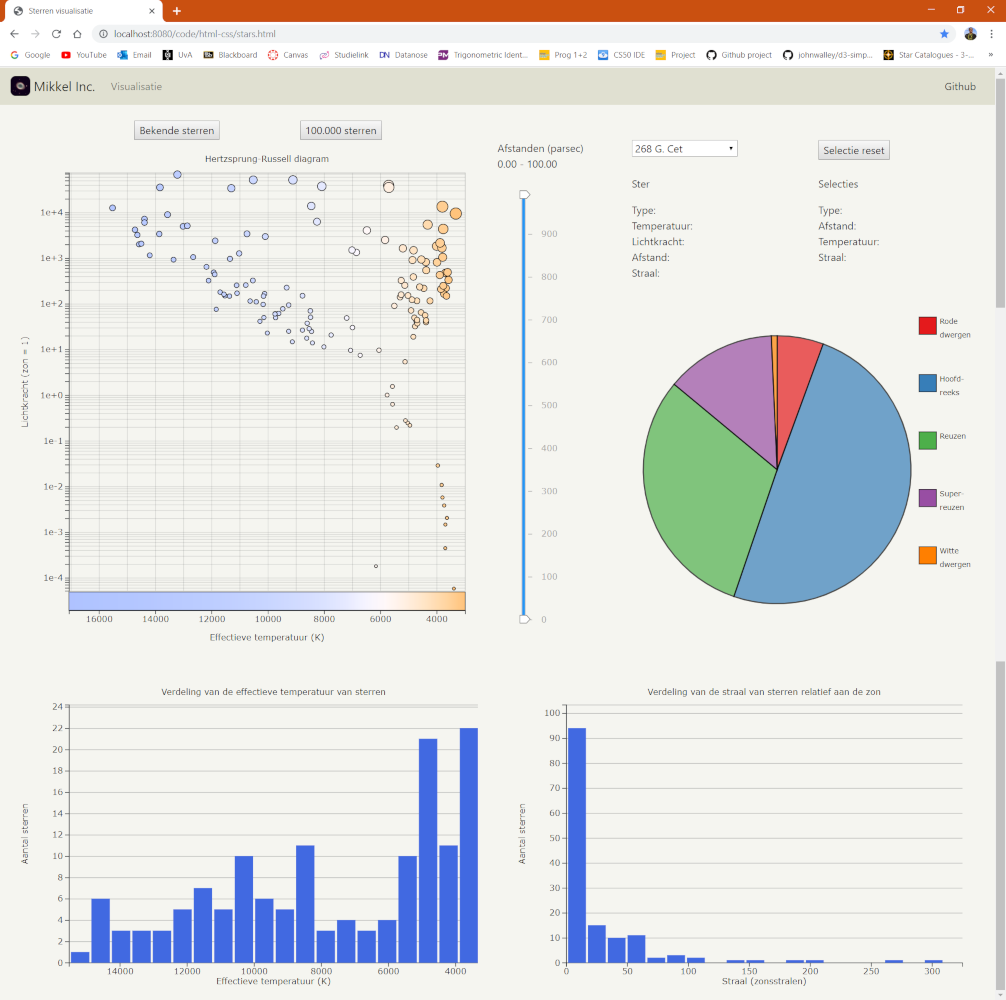 Sterren visualisatie
localhost:8080/code/html-css/stars.html
Google YouTube Email UvA Blackboard Canvas Studielink Datanose Trigonometric Ident... Prog 1+2 CS50 IDE Project Github project johnwalley/d3-simp... Star Catalogues - 3-...
Mikkel Inc. Visualisatie Github
Bekende sterren 100.000 sterren
Hertzsprung-Russell diagram
Lichtkracht (zon = 1)
1e+4
1e+3
1e+2
1e+1
1e+0
1e-1
1e-2
1e-3
1e-4
16000 14000 12000 10000 8000 6000 4000
Effectieve temperatuur (K)
Afstanden (parsec)
0.00 - 100.00
900
800
700
600
500
400
300
200
100
0
268 G. Cet Selectie reset
Ster
Type:
Temperatuur:
Lichtkracht:
Afstand:
Straal:
Selecties
Type:
Afstand:
Temperatuur:
Straal:
Rode
dwergen
Hoofd-
reeks
Reuzen
Super-
reuzen
Witte
dwergen
Verdeling van de effectieve temperatuur van sterren
Aantal sterren
24
22
20
18
16
14
12
10
8
6
4
2
0
14000 12000 10000 8000 6000 4000
Effectieve temperatuur (K)
Verdeling van de straal van sterren relatief aan de zon
Aantal sterren
100
90
80
70
60
50
40
30
20
10
0
0 50 100 150 200 250 300
Straal (zonsstralen)